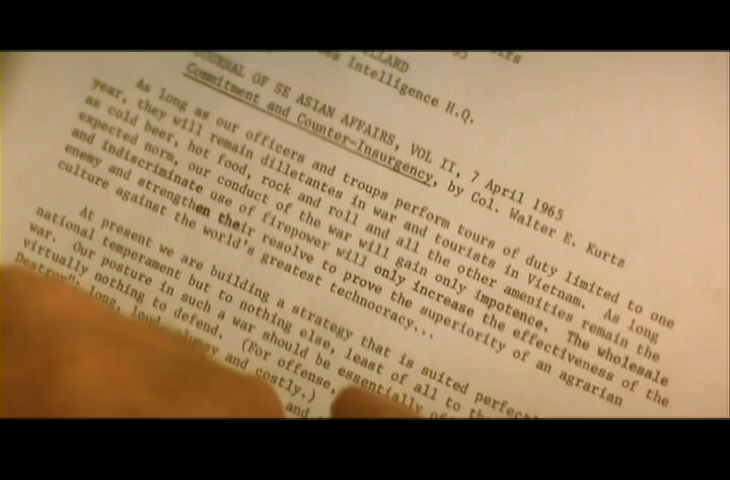 Intelligence H.Q.
JOURNAL OF SE ASIAN AFFAIRS, VOL II, 7 April 1965
Commitment and Counter-Insurgency, by Col. Walter E. Kurtz
As long as our officers and troups perform tours of duty limited to one
year, they will remain dilletantes in war and tourists in Vietnam. As long
as cold beer, hot food, rock and roll and all the other amenities remain the
expected norm, our conduct of the war will gain only impotence. The wholesale
and indiscriminate use of firepower will only increase the effectiveness of the
enemy and strengthen their resolve to prove the superiority of an agrarian
culture against the world's greatest technocracy...
At present we are building a strategy that is suited
national temperament but to nothing else, least of all to
war. Our posture in such a war should be essentially
virtually nothing to defend. (For offense,
Destroy": long, and costly.)
and